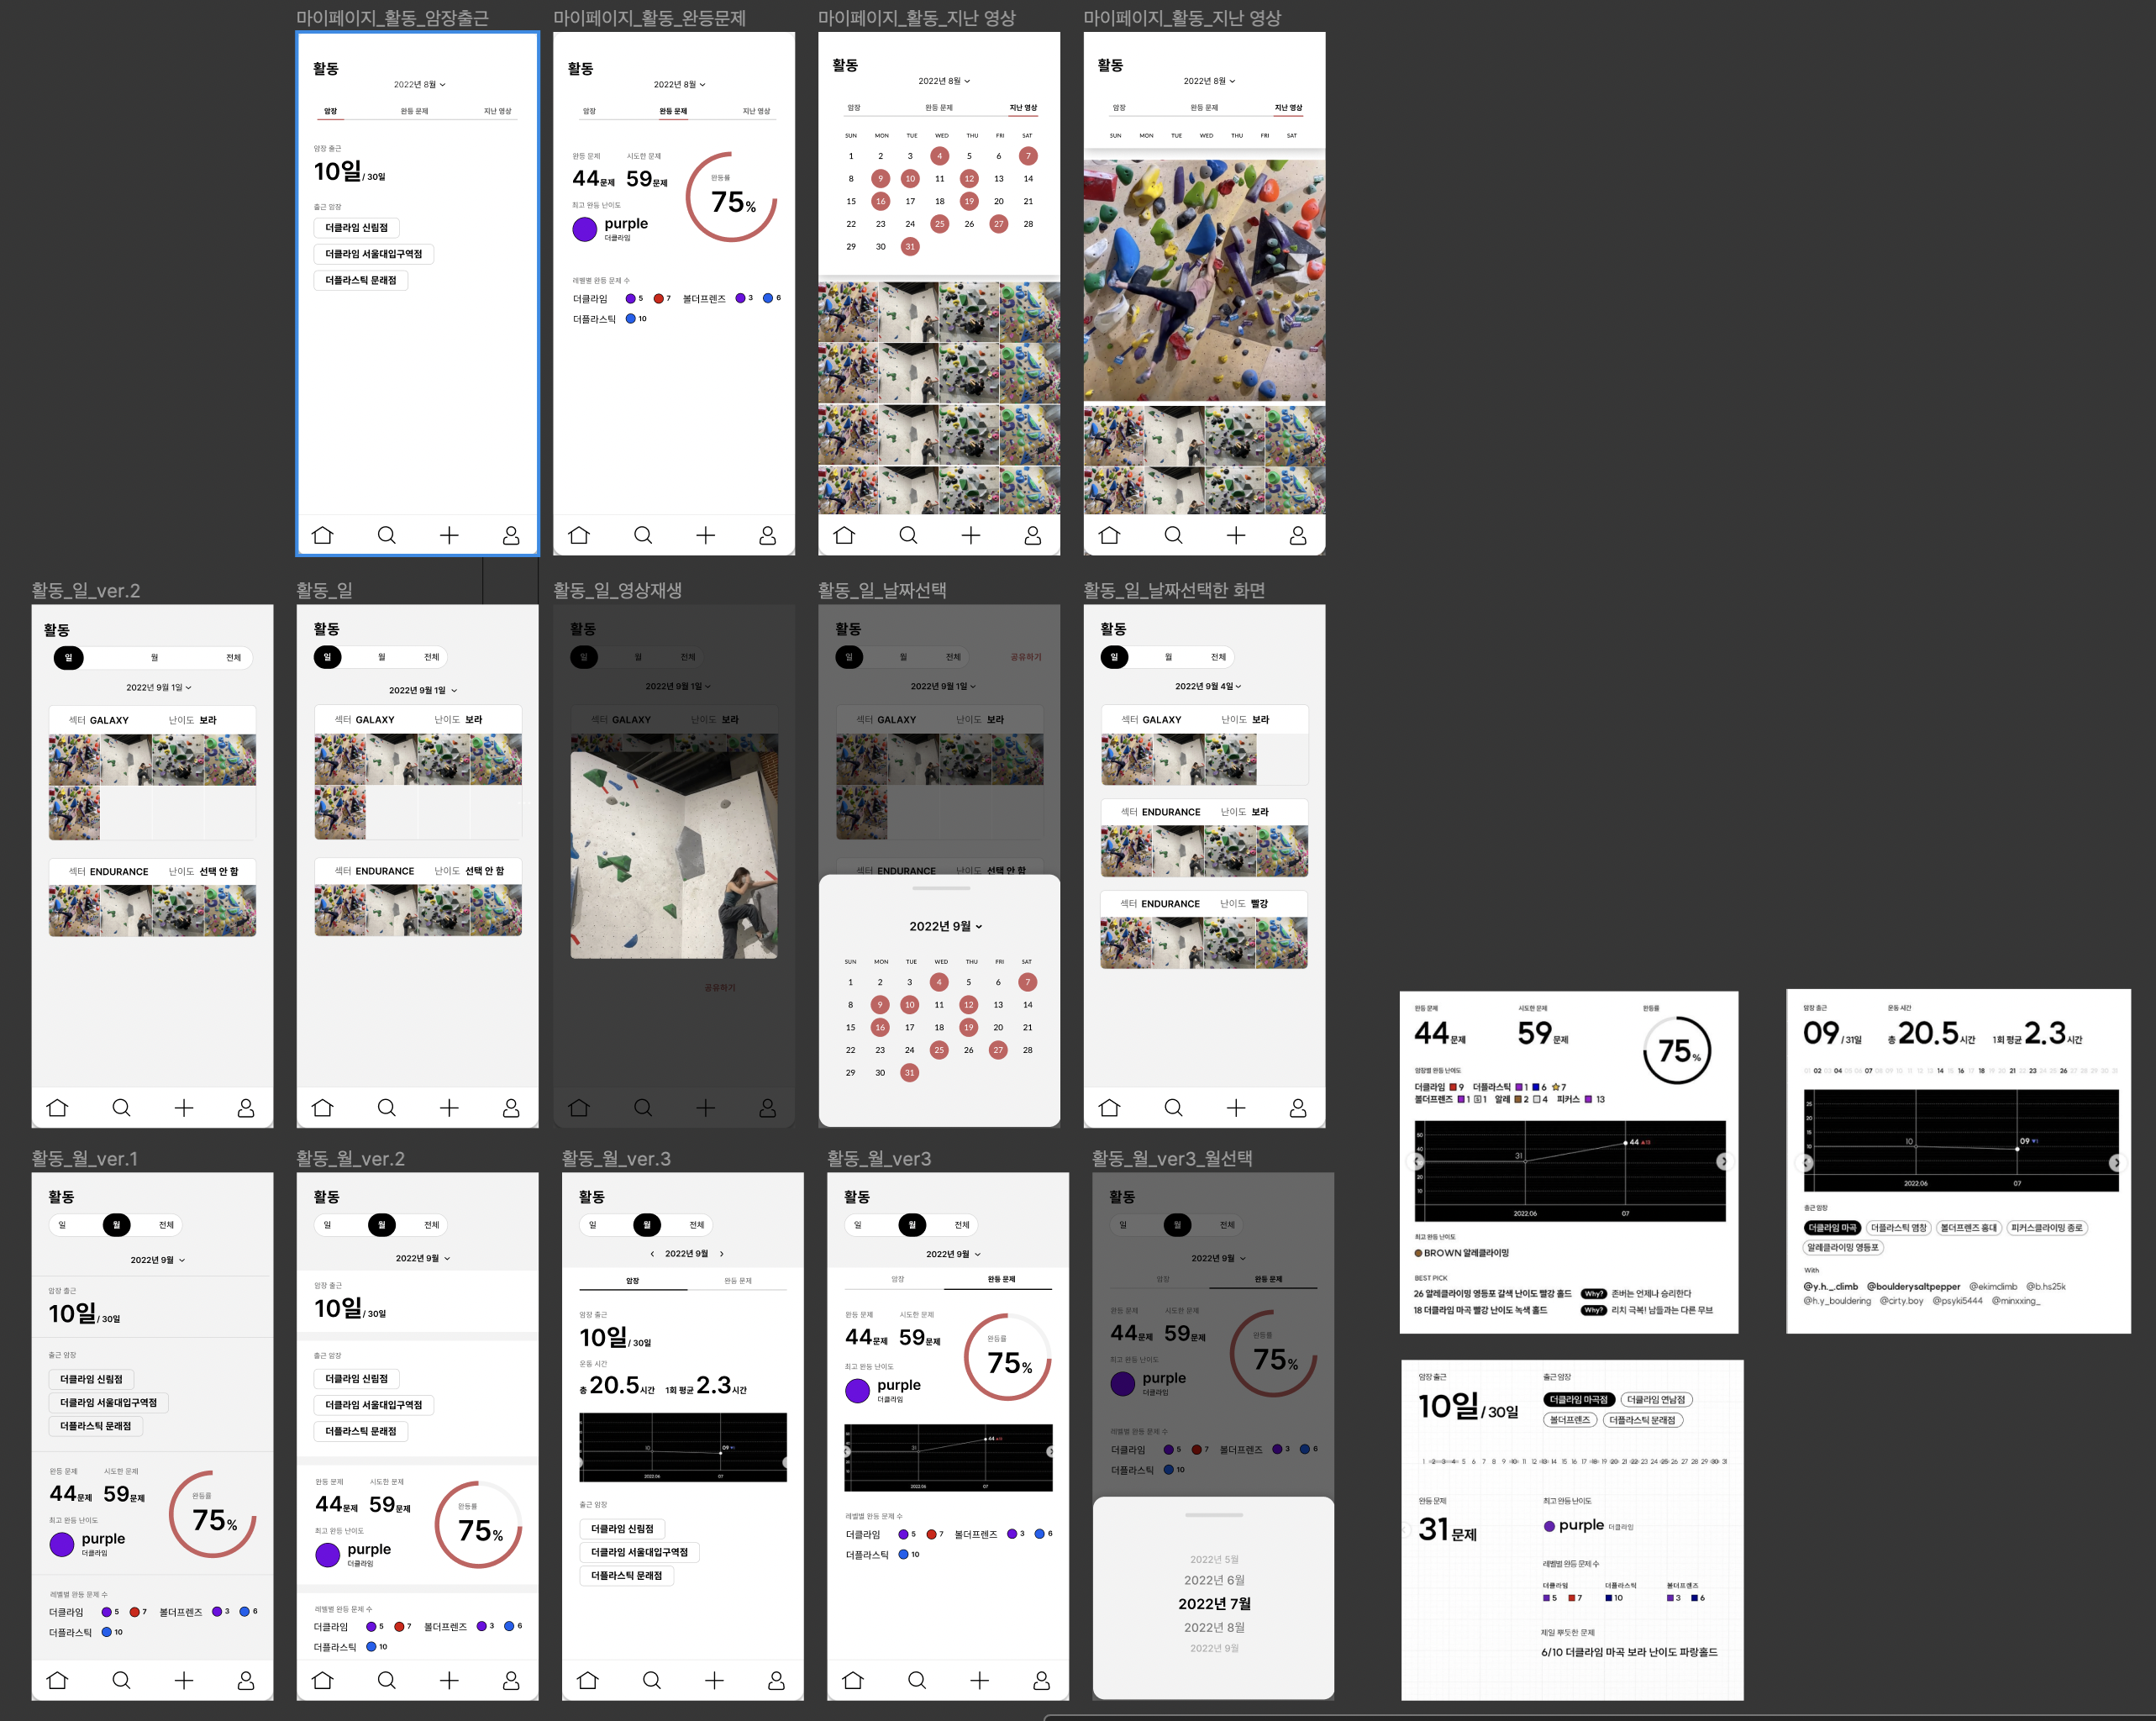 마이페이지_활동_암장출근
활동
2022년 8월
암장 완등 문제 지난 영상
암장 출근
10일/ 30일
출근 암장
더클라임 신림점
더클라임 서울대입구역점
더플라스틱 문래점
마이페이지_활동_완등문제
활동
2022년 8월
암장 완등 문제 지난 영상
완등 문제 시도한 문제
44문제 59문제
완등률
75%
최고 완등 난이도
purple
더클라임
레벨별 완등 문제 수
더클라임 5 7 볼더프렌즈 3 6
더플라스틱 10
마이페이지_활동_지난 영상
활동
2022년 8월
암장 완등 문제 지난 영상
SUN MON TUE WED THU FRI SAT
1 2 3 4 5 6 7
8 9 10 11 12 13 14
15 16 17 18 19 20 21
22 23 24 25 26 27 28
29 30 31
마이페이지_활동_지난 영상
활동
2022년 8월
암장 완등 문제 지난 영상
SUN MON TUE WED THU FRI SAT
활동_일_ver.2
활동
일 월 전체
2022년 9월 1일
섹터 GALAXY 난이도 보라
섹터 ENDURANCE 난이도 선택 안 함
활동_일
활동
일 월 전체
2022년 9월 1일
섹터 GALAXY 난이도 보라
섹터 ENDURANCE 난이도 선택 안 함
활동_일_영상재생
활동
일 월 전체
2022년 9월 1일
섹터 GALAXY 난이도 보라
공유하기
활동_일_날짜선택
활동
일 월 전체 공유하기
2022년 9월 1일
섹터 GALAXY 난이도 보라
섹터 ENDURANCE 난이도 선택 안 함
2022년 9월
SUN MON TUE WED THU FRI SAT
1 2 3 4 5 6 7
8 9 10 11 12 13 14
15 16 17 18 19 20 21
22 23 24 25 26 27 28
29 30 31
활동_일_날짜선택한 화면
활동
일 월 전체
2022년 9월 4일
섹터 GALAXY 난이도 보라
섹터 ENDURANCE 난이도 보라
섹터 ENDURANCE 난이도 빨강
활동_월_ver.1
활동
일 월 전체
2022년 9월
암장 출근
10일/ 30일
출근 암장
더클라임 신림점
더클라임 서울대입구역점
더플라스틱 문래점
완등 문제 시도한 문제
44문제 59문제
완등률
75%
최고 완등 난이도
purple
더클라임
레벨별 완등 문제 수
더클라임 5 7 볼더프렌즈 3 6
더플라스틱 10
활동_월_ver.2
활동
일 월 전체
2022년 9월
암장 출근
10일/ 30일
출근 암장
더클라임 신림점
더클라임 서울대입구역점
더플라스틱 문래점
완등 문제 시도한 문제
44문제 59문제
완등률
75%
최고 완등 난이도
purple
더클라임
레벨별 완등 문제 수
더클라임 5 7 볼더프렌즈 3 6
더플라스틱 10
활동_월_ver.3
활동
일 월 전체
2022년 9월
암장 완등 문제
암장 출근
10일/ 30일
운동 시간
총 20.5시간 1회 평균 2.3시간
10 09
2022.06 07
출근 암장
더클라임 신림점
더클라임 서울대입구역점
더플라스틱 문래점
활동_월_ver3
활동
일 월 전체
2022년 9월
암장 완등 문제
완등 문제 시도한 문제
44문제 59문제
완등률
75%
최고 완등 난이도
purple
더클라임
31 44
2022.06 07
레벨별 완등 문제 수
더클라임 5 7 볼더프렌즈 3 6
더플라스틱 10
활동_월_ver3_월선택
활동
일 월 전체
2022년 9월
암장 완등 문제
완등 문제 시도한 문제
44문제 59문제
완등률
75%
최고 완등 난이도
purple
더클라임
레벨별 완등 문제 수
더클라임 5 7 볼더프렌즈 3 6
더플라스틱 10
2022년 5월
2022년 6월
2022년 7월
2022년 8월
2022년 9월
완등 문제 시도한 문제 완등률
44문제 59문제 75%
암장별 완등 난이도
더클라임 9 더플라스틱 1 6 7
볼더프렌즈 1 1 알레 2 4 피커스 13
31 44
2022.06 07
최고 완등 난이도
BROWN 알레클라이밍
BEST PICK
26 알레클라이밍 영등포 갈색 난이도 빨강 홀드 Why? 존버는 언제나 승리한다
18 더클라임 마곡 빨강 난이도 녹색 홀드 Why? 리치 극복! 남들과는 다른 무브
암장 출근 운동 시간
09/31일 총 20.5시간 1회 평균 2.3시간
02 04 07 14 16 18 21 23 26
10 09
2022.06 07
출근 암장
더클라임 마곡 더플라스틱 염창 볼더프렌즈 홍대 피커스클라이밍 종로
알레클라이밍 영등포
With
@y.h._.climb @boulderysaltpepper @ekimclimb @b.hs25k
@h.y_bouldering @cirty.boy @psyki5444 @minxxing_
암장 출근 출근 암장
10일/ 30일
더클라임 마곡점 더클라임 연남점
볼더프렌즈 더플라스틱 문래점
1 2 3 4 5 6 7 8 9 10 11 12 13 14 15 16 17 18 19 20 21 22 23 24 25 26 27 28 29 30 31
완등 문제 최고 완등 난이도
31 문제 purple 더클라임
레벨별 완등 문제 수
더클라임 더플라스틱 볼더프렌즈
5 7 10 3 6
제일 뿌듯한 문제
6/10 더클라임 마곡 보라 난이도 파랑홀드